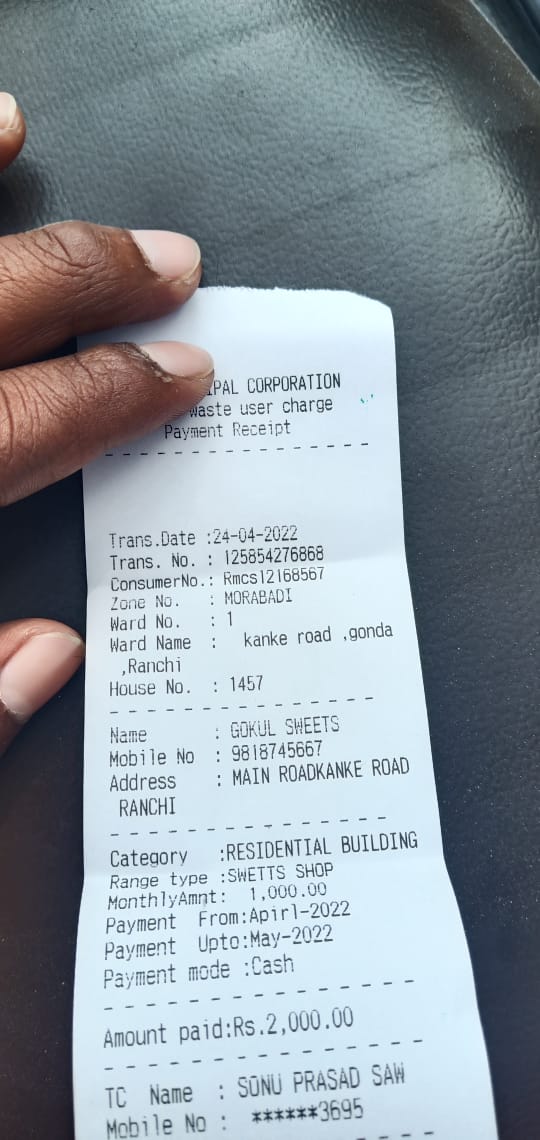 CORPORATION
waste user charge
Payment Receipt
Trans.Date :24-04-2022
Trans. No. : 125854276868
ConsumerNo.: Rmcs12168567
Zone No. : MORABADI
Ward No. : 1
Ward Name : kanke road ,gonda
,Ranchi
House No. : 1457
Name : GOKUL SWEETS
Mobile No : 9818745667
Address : MAIN ROADKANKE ROAD
RANCHI
Category :RESIDENTIAL BUILDING
Range type :SWETTS SHOP
MonthlyAmnt: 1,000.00
Payment From:Apirl-2022
Payment Upto:May-2022
Payment mode :Cash
Amount paid:Rs.2,000.00
TC Name : SONU PRASAD SAW
Mobile No : ******3695